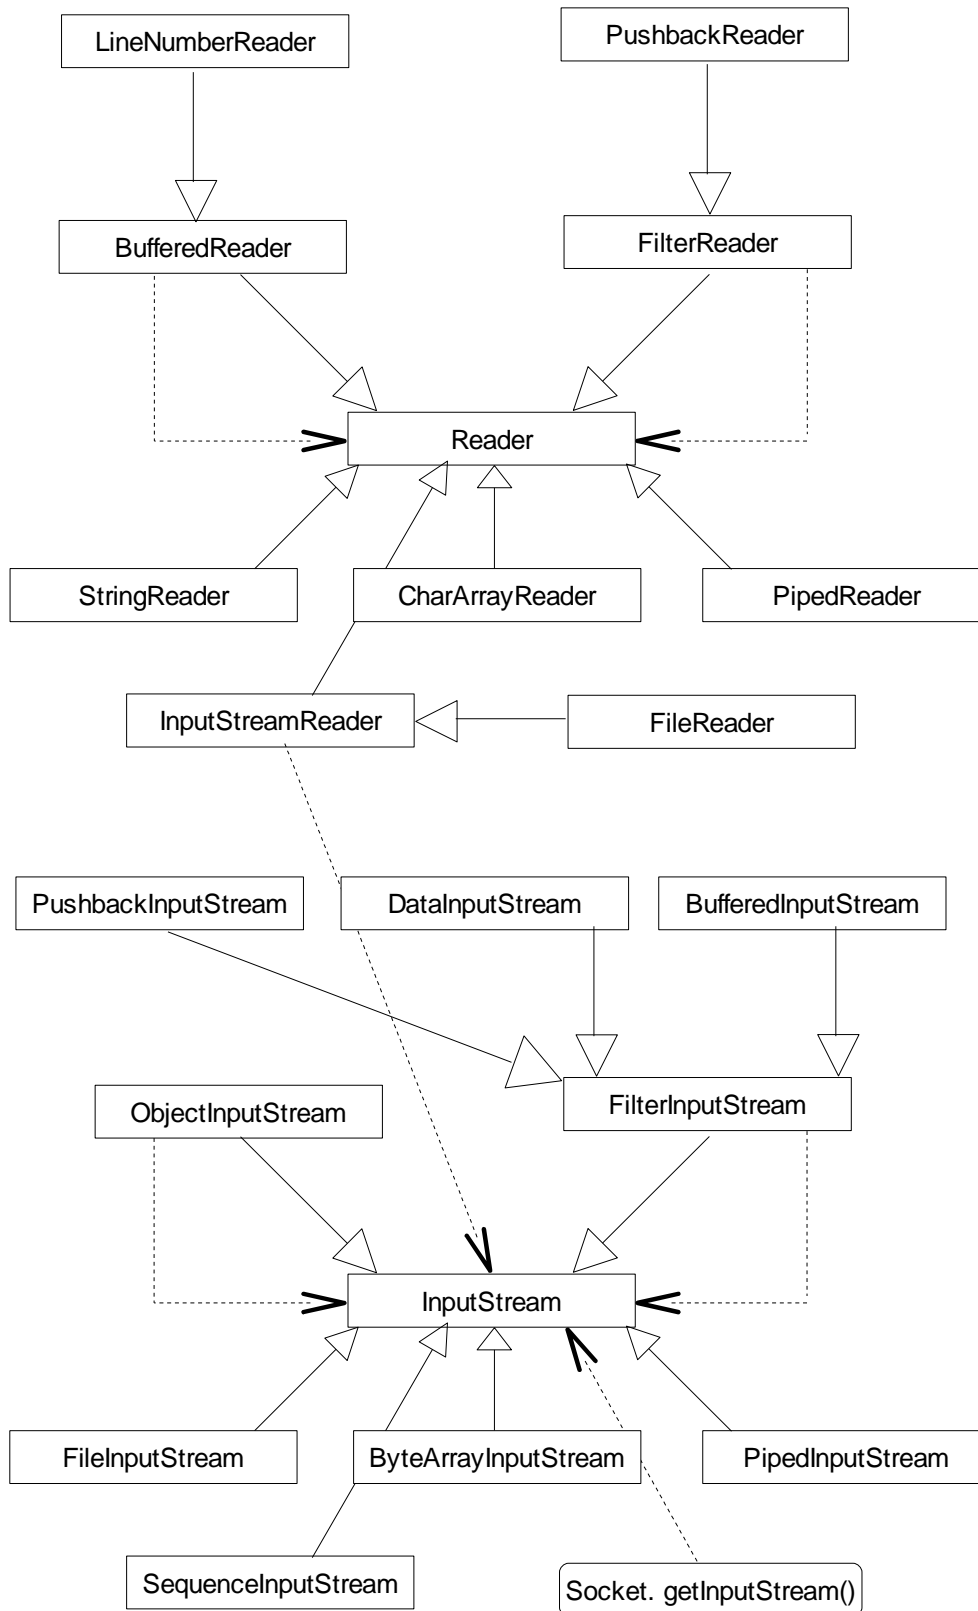 LineNumberReader
PushbackReader
BufferedReader
FilterReader
Reader
StringReader
CharArrayReader
PipedReader
InputStreamReader
FileReader
PushbackInputStream
DataInputStream
BufferedInputStream
ObjectInputStream
FilterInputStream
InputStream
FileInputStream
ByteArrayInputStream
PipedInputStream
SequenceInputStream
Socket. getInputStream()